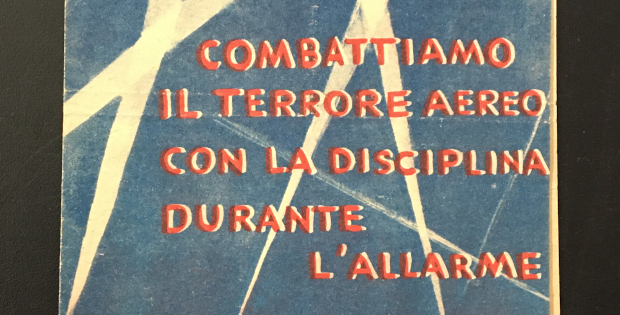 COMBATTIAMO
IL TERRORE AEREO
CON LA DISCIPLINA
DURANTE
L'ALLARME